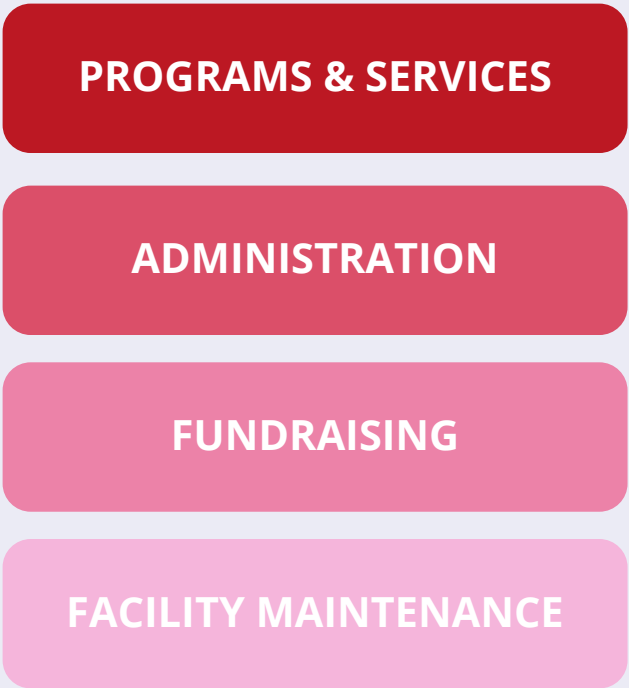 PROGRAMS & SERVICES
ADMINISTRATION
FUNDRAISING
FACILITY MAINTENANCE